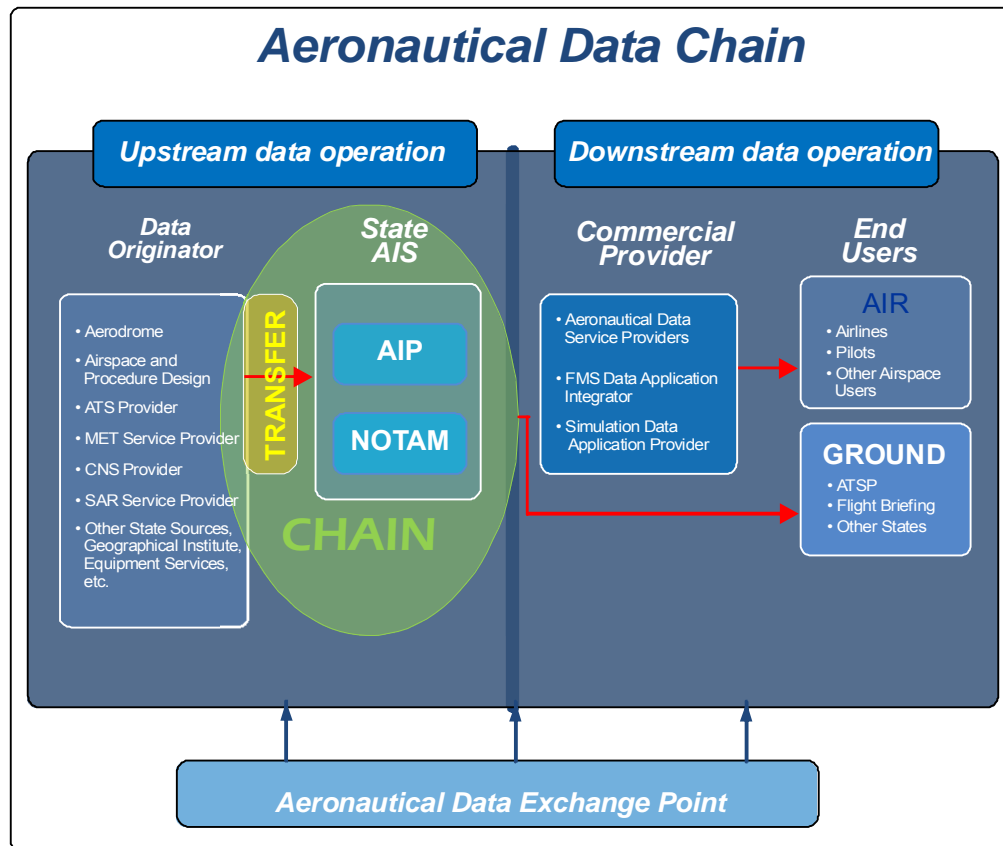 Aeronautical Data Chain
Upstream data operation
Downstream data operation
Data
Originator
State
AIS
Commercial
Provider
End
Users
• Aerodrome
• Airspace and
Procedure Design
• ATS Provider
• MET Service Provider
• CNS Provider
• SAR Service Provider
• Other State Sources,
Geographical Institute,
Equipment Services,
etc.
TRANSFER
AIP
NOTAM
CHAIN
• Aeronautical Data
Service Providers
• FMS Data Application
Integrator
• Simulation Data
Application Provider
AIR
• Airlines
• Pilots
• Other Airspace
Users
GROUND
• ATSP
• Flight Briefing
• Other States
Aeronautical Data Exchange Point